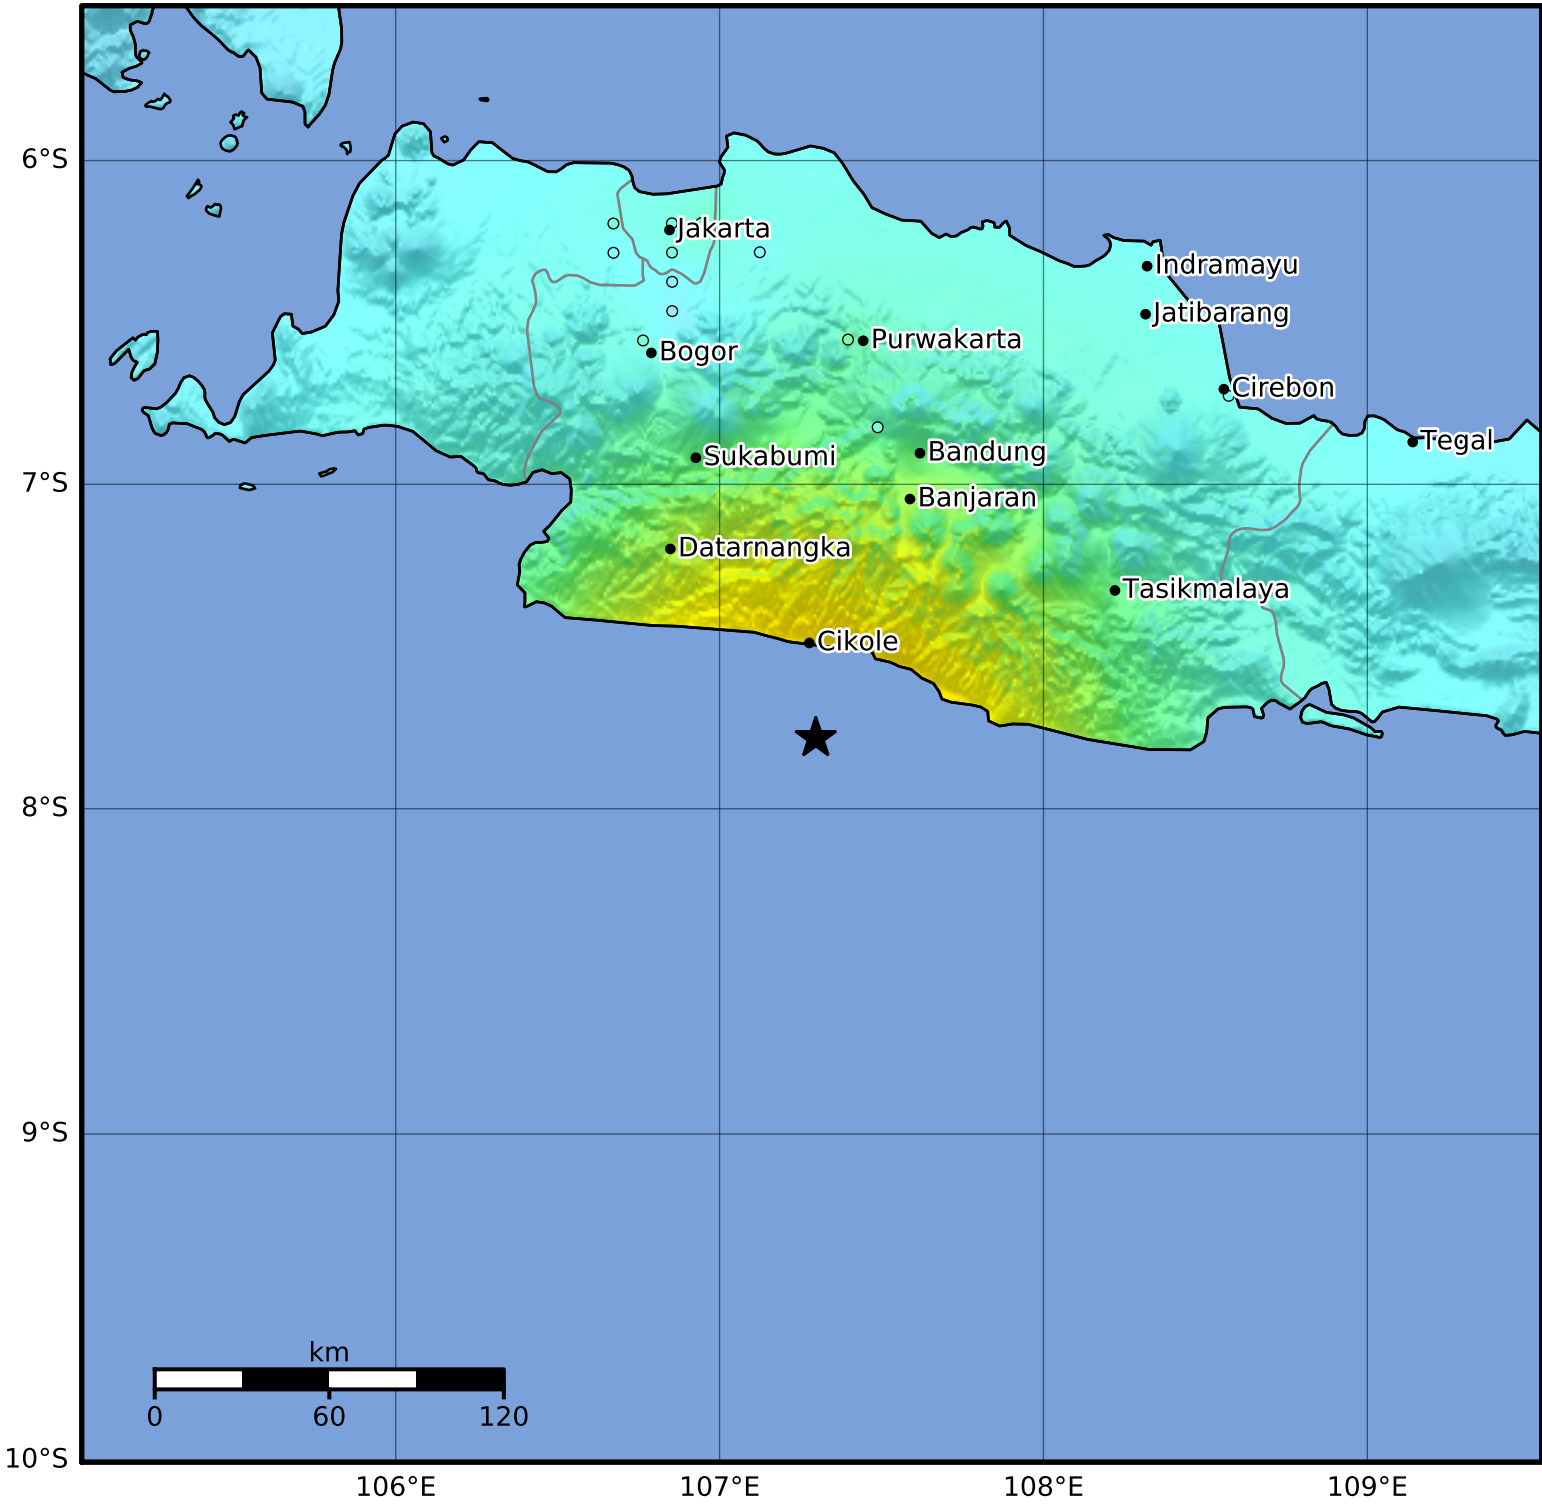 6°S
Jakarta
Indramayu
Jatibarang
Purwakarta
Bogor
Cirebon
Tegal
Bandung
Sukabumi
7°S
Banjaran
Datarnangka
Tasikmalaya
Cikole
8°S
9°S
km
0 60 120
10°S
106°E 107°E 108°E 109°E